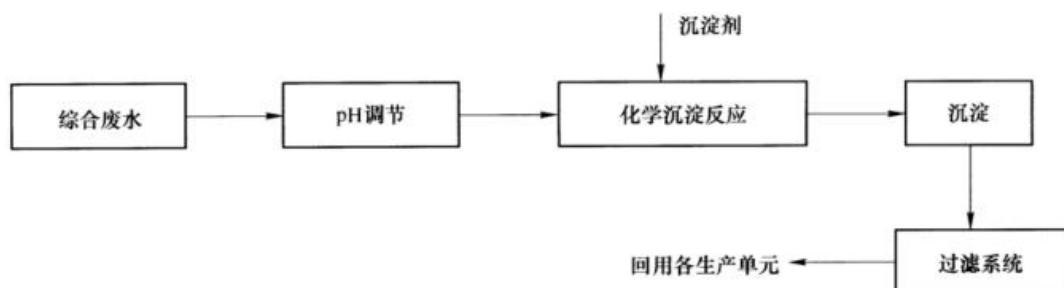 沉淀剂
综合废水
pH调节
化学沉淀反应
沉淀
回用各生产单元
过滤系统